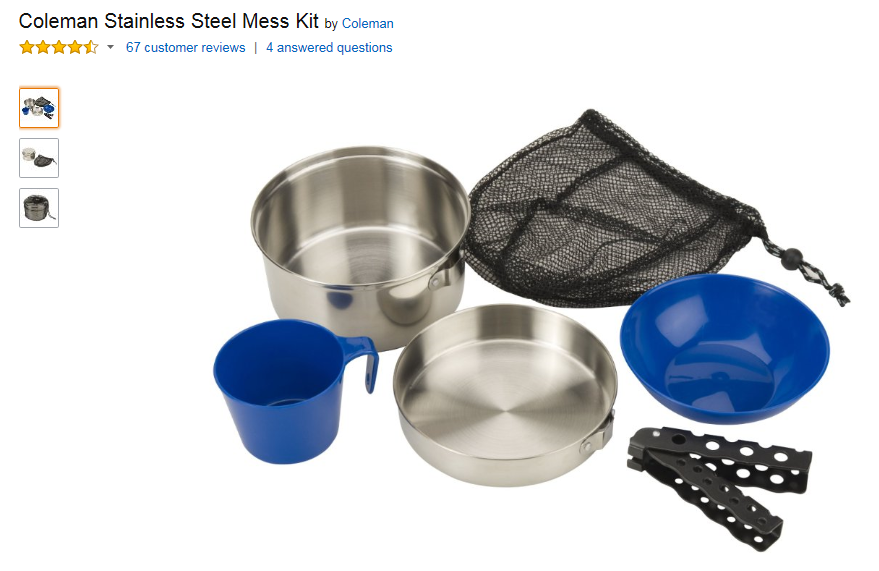 Coleman Stainless Steel Mess Kit by Coleman
67 customer reviews | 4 answered questions